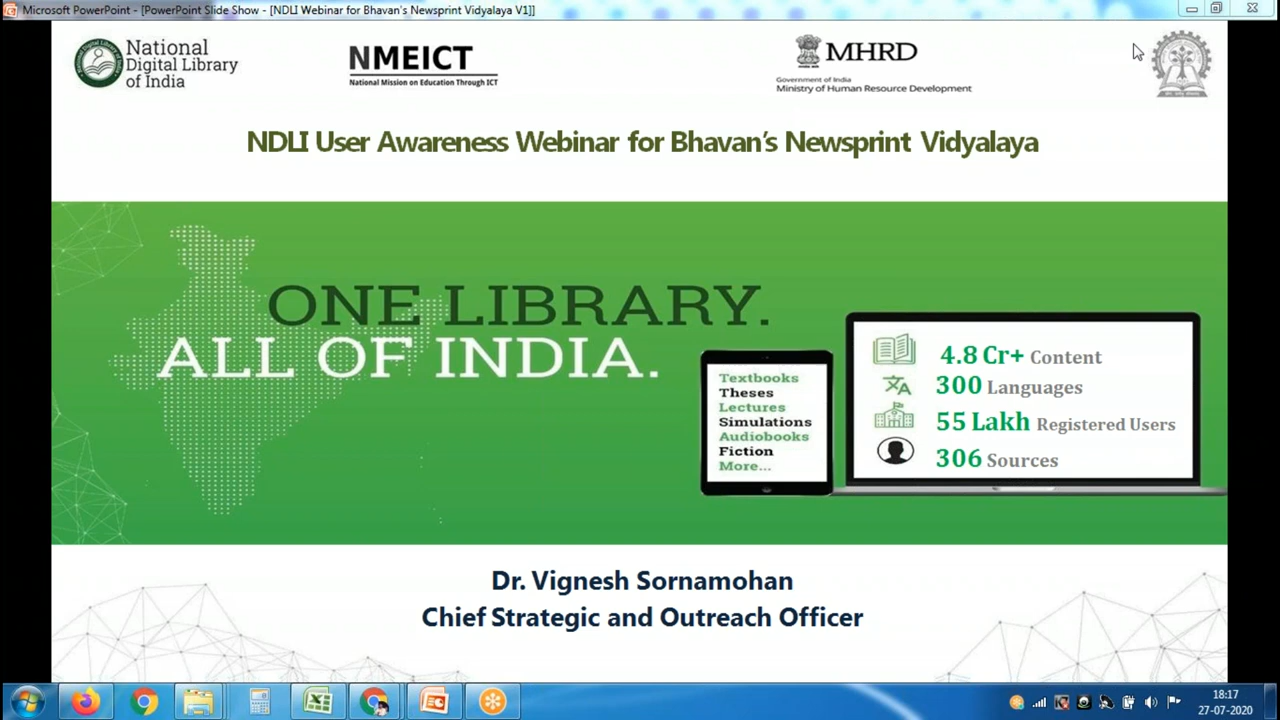 Microsoft PowerPoint - [PowerPoint Slide Show - [NDLI Webinar for Bhavan's Newsprint Vidyalaya V1]]
National
Digital Library
of India
NMEICT
National Mission on Education Through ICT
MHRD
Government of India
Ministry of Human Resource Development
NDLI User Awareness Webinar for Bhavan's Newsprint Vidyalaya
ONE LIBRARY.
ALL OF INDIA.
Textbooks
Theses
Lectures
Simulations
Audiobooks
Fiction
More...
4.8 Cr+ Content
300 Languages
55 Lakh Registered Users
306 Sources
Dr. Vignesh Sornamohan
Chief Strategic and Outreach Officer
18:17
27-07-2020